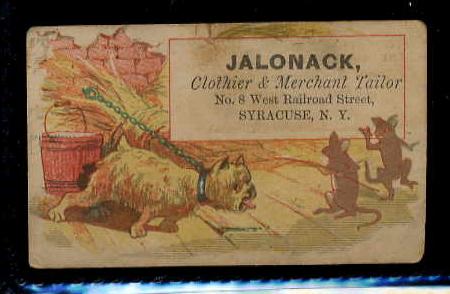 JALONACK,
Clothier & Merchant Tailor
No. 8 West Railroad Street,
SYRACUSE, N. Y.